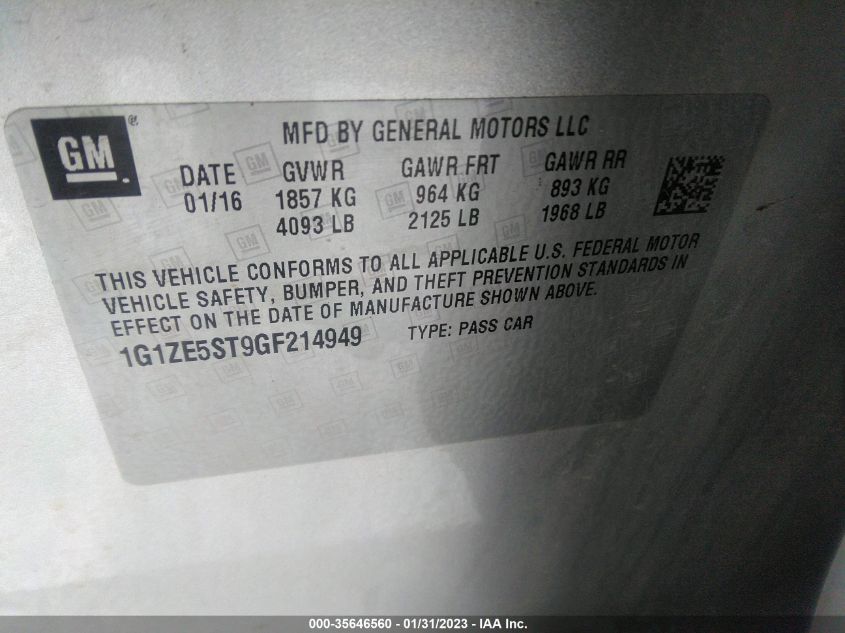 GM
®
MFD BY GENERAL MOTORS LLC
DATE GVWR GAWR FRT GAWR RR
01/16 1857 KG 964 KG 893 KG
4093 LB 2125 LB 1968 LB
THIS VEHICLE CONFORMS TO ALL APPLICABLE U.S. FEDERAL MOTOR
VEHICLE SAFETY, BUMPER, AND THEFT PREVENTION STANDARDS IN
EFFECT ON THE DATE OF MANUFACTURE SHOWN ABOVE.
1G1ZE5ST9GF214949 TYPE: PASS CAR
000-35646560 - 01/31/2023 - IAA Inc.